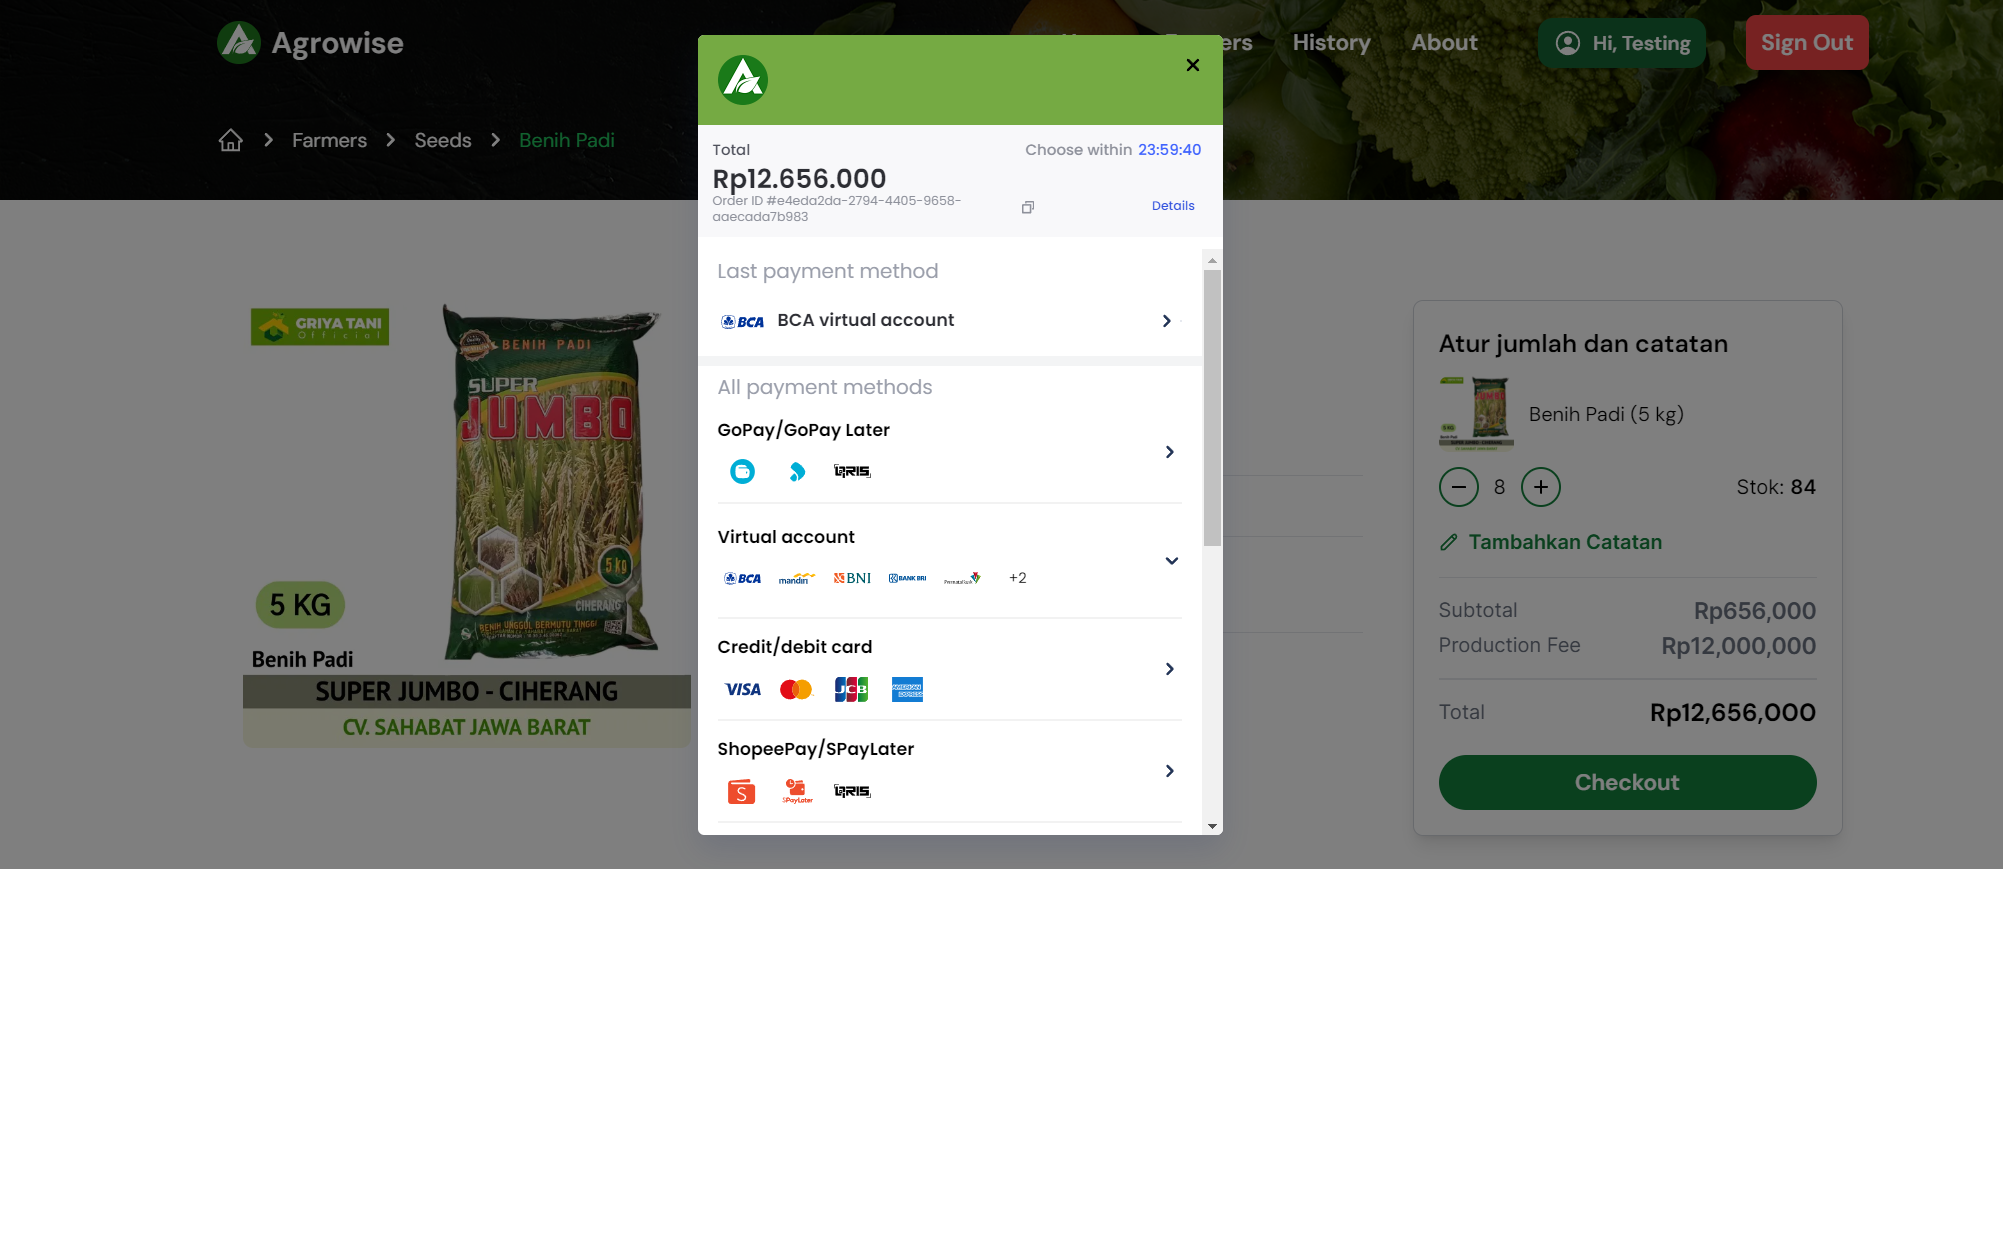 Agrowise
History
About
Hi, Testing
Sign Out
Farmers
Seeds
Benih Padi
Total
Choose within 23:59:40
Rp12.656.000
Order ID #e4eda2da-2794-4405-9658-
aaecada7b983
Details
Last payment method
BCA
BCA virtual account
All payment methods
GoPay/GoPay Later
QRIS
Virtual account
BCA
mandiri
BNI
BANK BRI
PermataBank
+2
Credit/debit card
VISA
JCB
AMERICAN
EXPRESS
ShopeePay/SPayLater
S
SPayLater
QRIS
GRIYA TANI
Official
BENIH PADI
SUPER
JUMBO
5 kg
CIHERANG
BENIH UNGGUL BERMUTU TINGGI
5 KG
Benih Padi
SUPER JUMBO - CIHERANG
CV. SAHABAT JAWA BARAT
Atur jumlah dan catatan
Benih Padi (5 kg)
8
Stok: 84
Tambahkan Catatan
Subtotal
Rp656,000
Production Fee
Rp12,000,000
Total
Rp12,656,000
Checkout